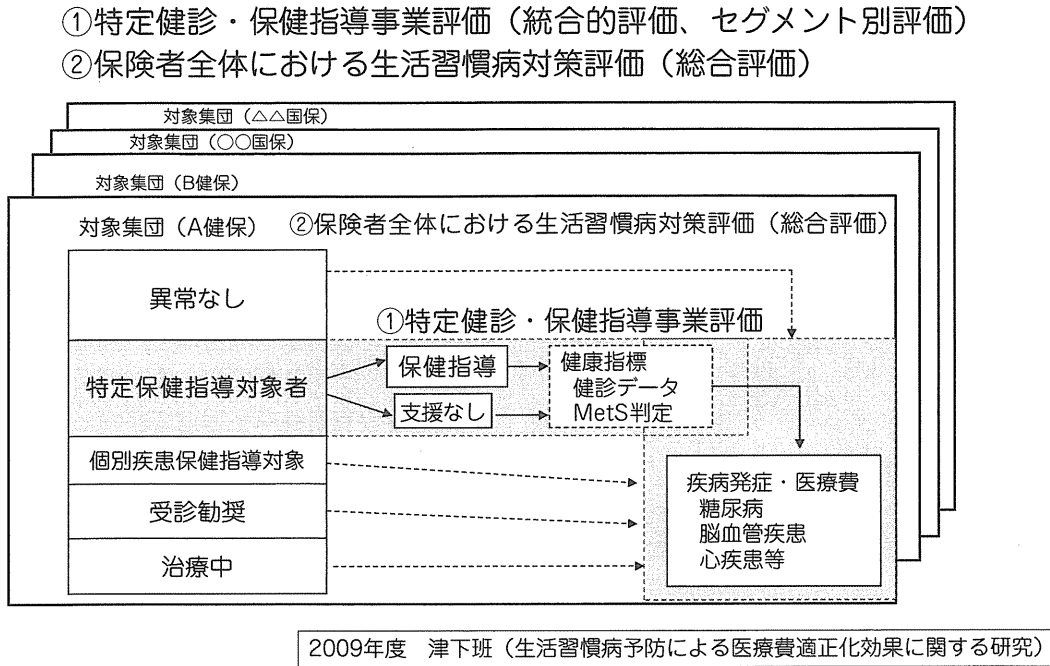 ①特定健診・保健指導事業評価（統合的評価、セグメント別評価）
②保険者全体における生活習慣病対策評価（総合評価）
対象集団（△△国保）
対象集団（○○国保）
対象集団（B健保）
対象集団（A健保）
②保険者全体における生活習慣病対策評価（総合評価）
異常なし
①特定健診・保健指導事業評価
特定保健指導対象者
保健指導
支援なし
健康指標
健診データ
MetS判定
個別疾患保健指導対象
受診勧奨
治療中
疾病発症・医療費
糖尿病
脳血管疾患
心疾患等
2009年度　津下班（生活習慣病予防による医療費適正化効果に関する研究）